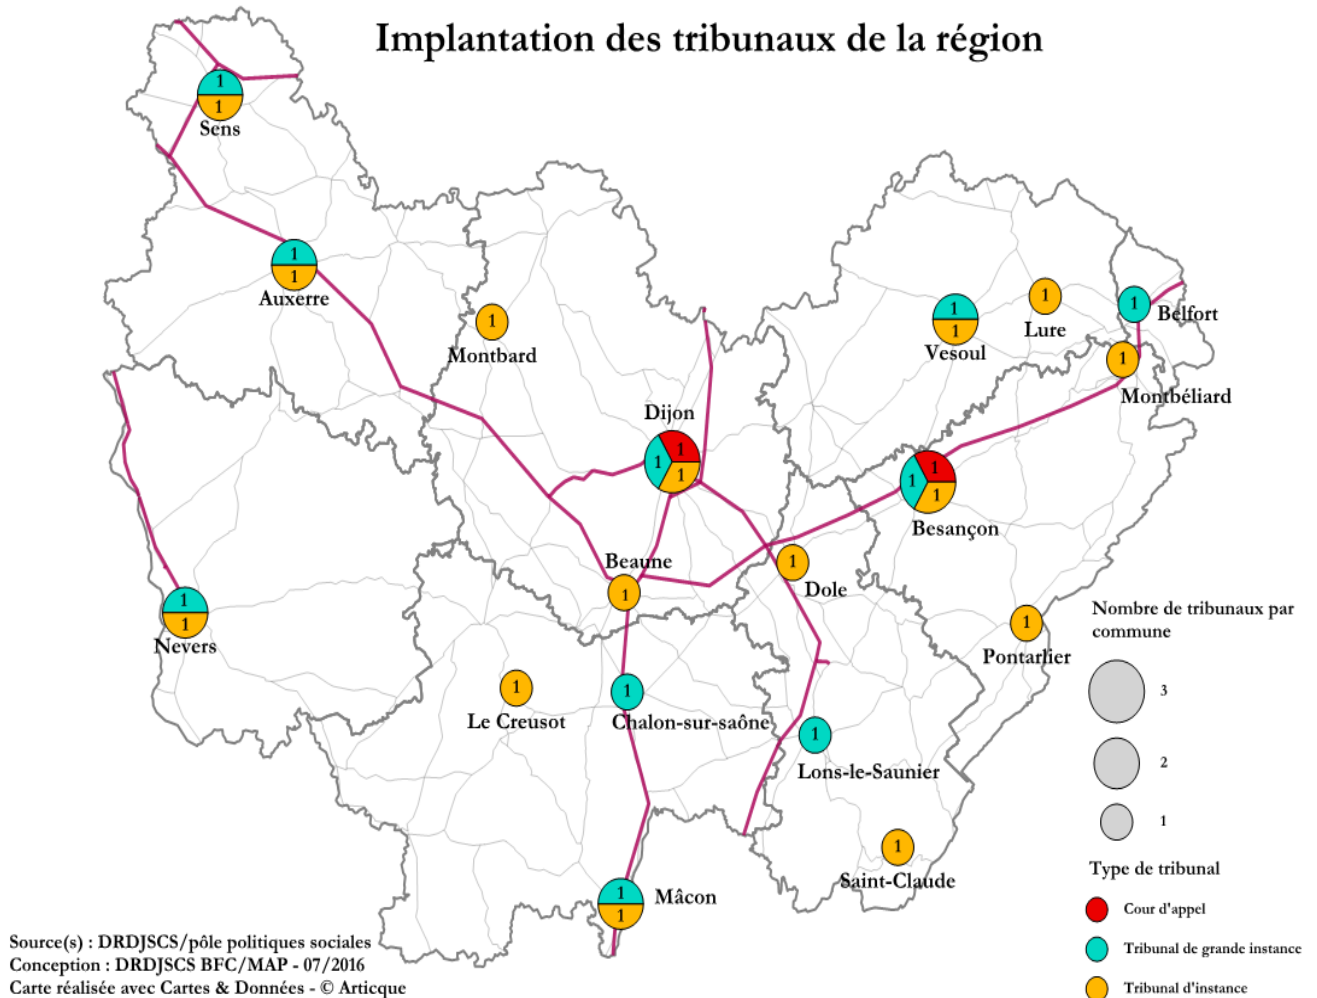 Implantation des tribunaux de la région
1
1
Sens
1
1
Auxerre
1
Montbard
1
1
Vesoul
1
Lure
1
Belfort
1
Montbéliard
Dijon
1
1
1
1
1
1
Besançon
Beaune
1
1
Dole
1
1
Nevers
1
Pontarlier
1
Le Creusot
1
Chalon-sur-saône
1
Lons-le-Saunier
1
Saint-Claude
1
1
Mâcon
Nombre de tribunaux par
commune
3
2
1
Type de tribunal
Cour d'appel
Tribunal de grande instance
Tribunal d'instance
Source(s) : DRDJSCS/pôle politiques sociales
Conception : DRDJSCS BFC/MAP - 07/2016
Carte réalisée avec Cartes & Données - © Articque